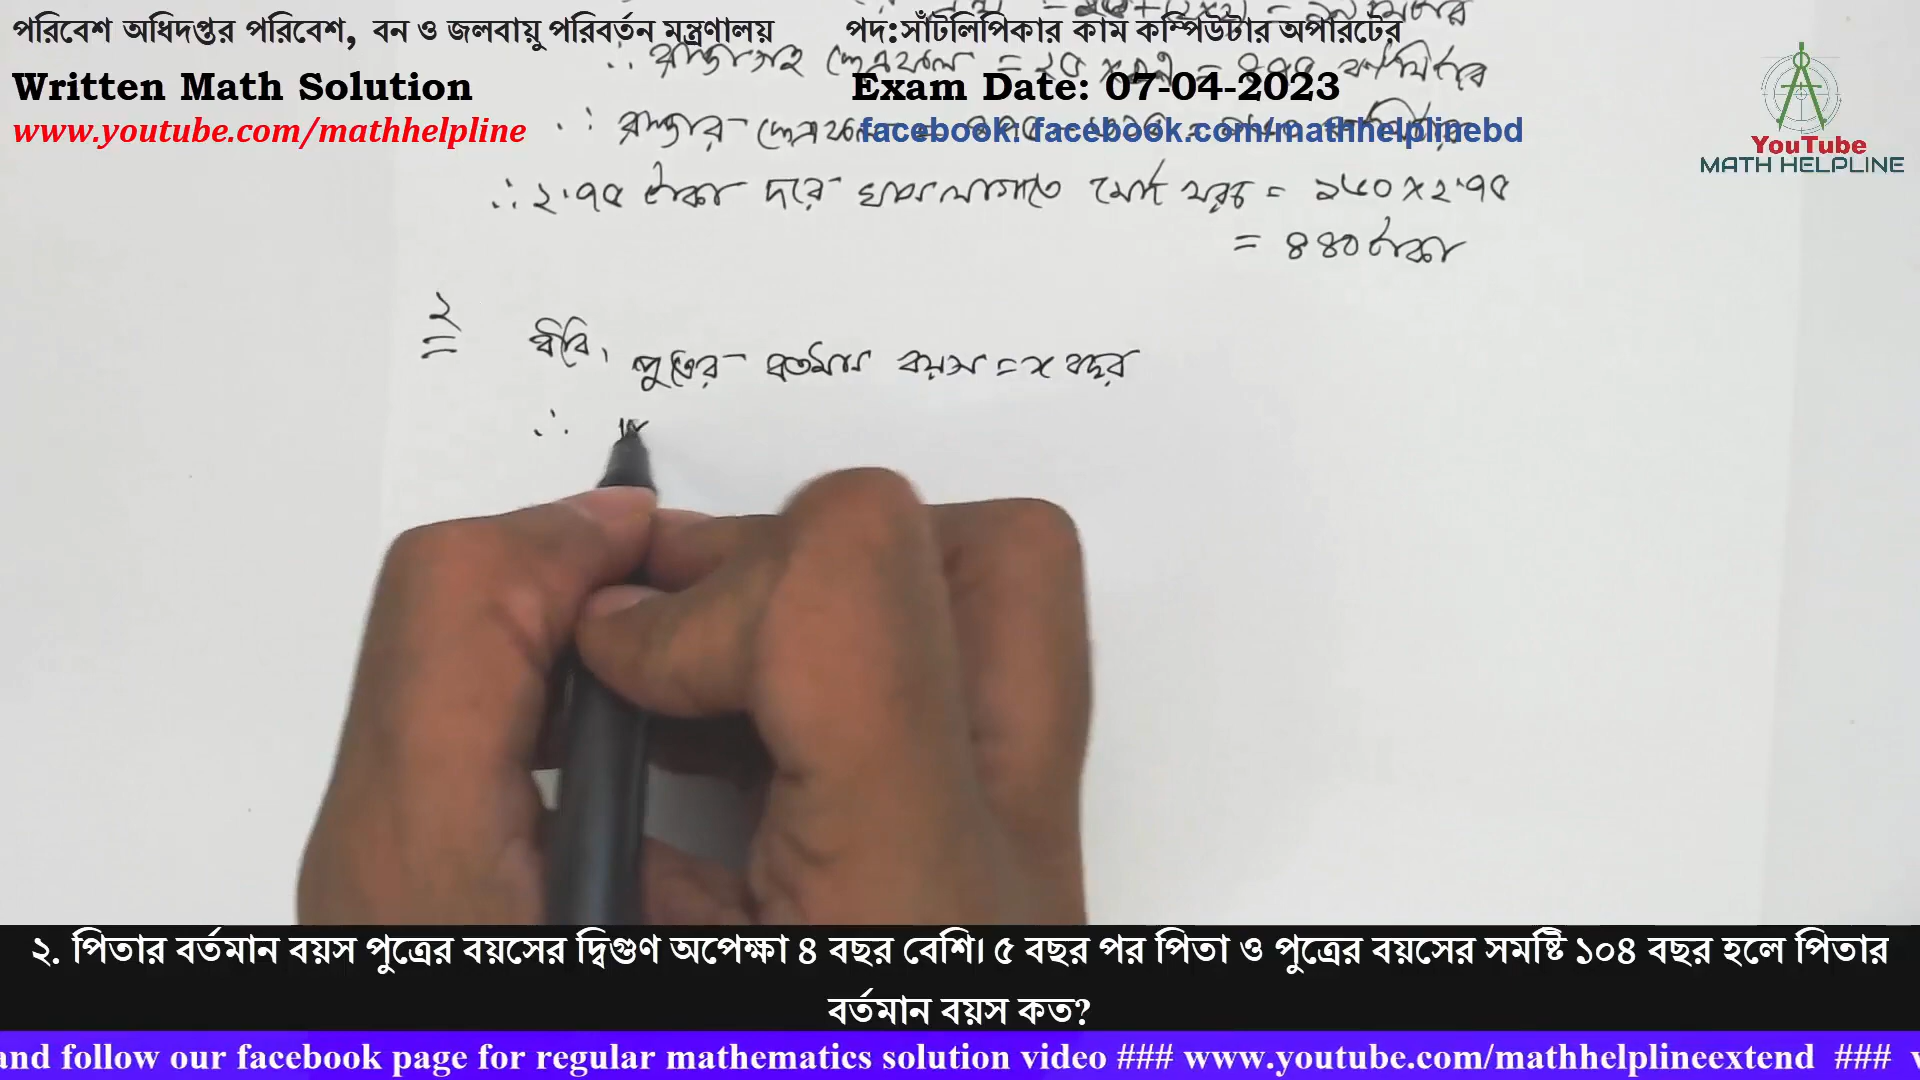 পরিবেশ অধিদপ্তর পরিবেশ, বন ও জলবায়ু পরিবর্তন মন্ত্রণালয়
পদ:সাঁটলিপিকার কাম কম্পিউটার অপারটের
Written Math Solution
Exam Date: 07-04-2023
www.youtube.com/mathhelpline
facebook: facebook.com/mathhelplinebd
YouTube
MATH HELPLINE
∴ ২.৭৫ টাকা দরে ঘাস লাগাতে মোট খরচ = ১৬০ × ২.৭৫
= ৪৪০ টাকা
২
ধরি, পুত্রের বর্তমান বয়স = x বছর
∴
২. পিতার বর্তমান বয়স পুত্রের বয়সের দ্বিগুণ অপেক্ষা ৪ বছর বেশি। ৫ বছর পর পিতা ও পুত্রের বয়সের সমষ্টি ১০৪ বছর হলে পিতার
বর্তমান বয়স কত?
and follow our facebook page for regular mathematics solution video ### www.youtube.com/mathhelplineextend ###